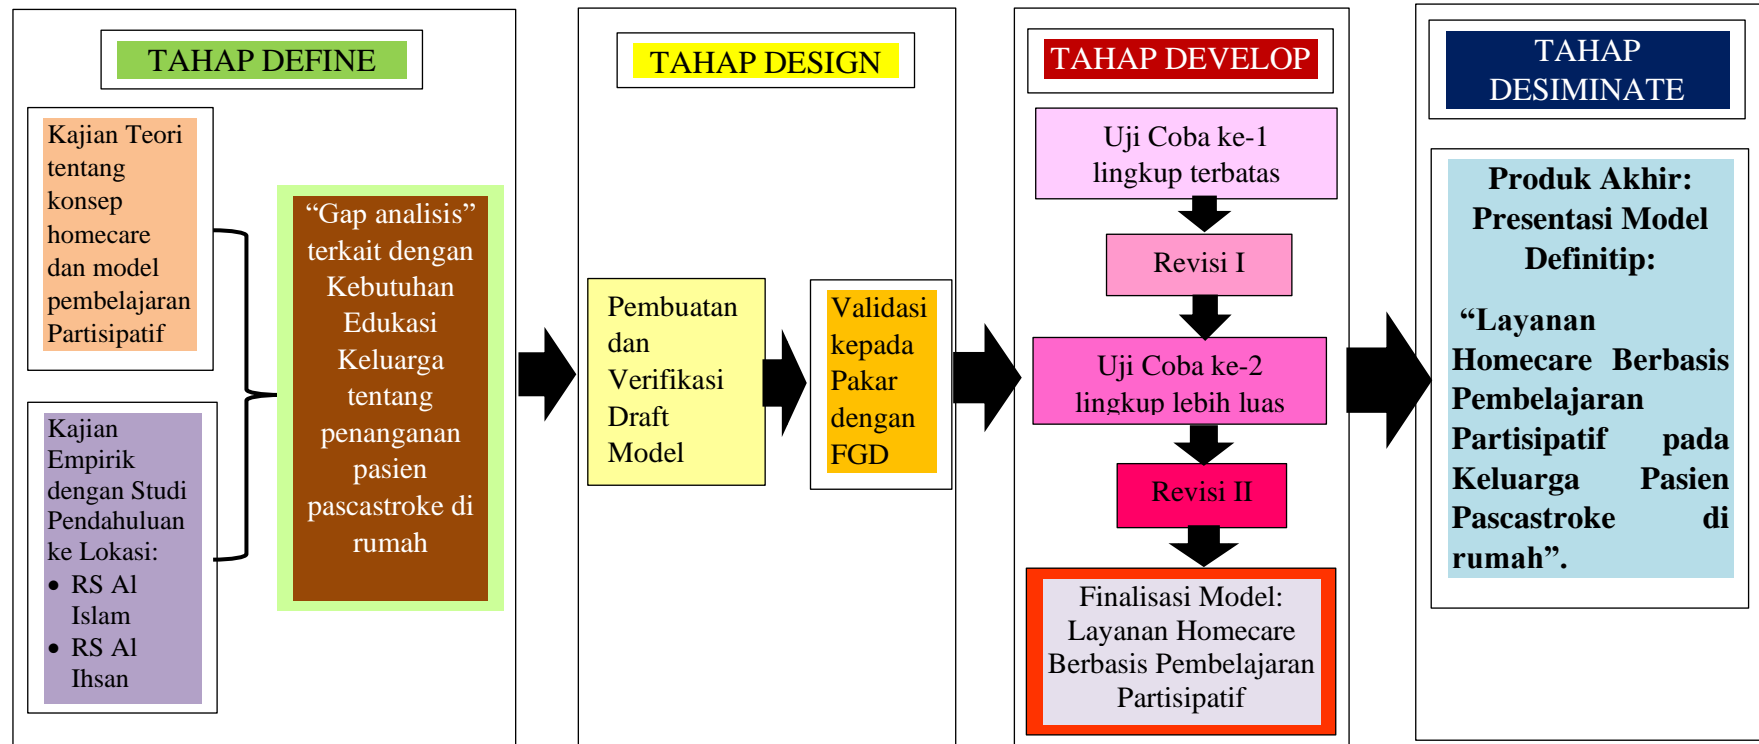 TAHAP DEFINE
Kajian Teori
tentang
konsep
homecare
dan model
pembelajaran
Partisipatif
Kajian
Empirik
dengan Studi
Pendahuluan
ke Lokasi:
• RS Al
Islam
• RS Al
Ihsan
“Gap analisis”
terkait dengan
Kebutuhan
Edukasi
Keluarga
tentang
penanganan
pasien
pascastroke di
rumah
TAHAP DESIGN
Pembuatan
dan
Verifikasi
Draft
Model
Validasi
kepada
Pakar
dengan
FGD
TAHAP DEVELOP
Uji Coba ke-1
lingkup terbatas
Revisi I
Uji Coba ke-2
lingkup lebih luas
Revisi II
Finalisasi Model:
Layanan Homecare
Berbasis Pembelajaran
Partisipatif
TAHAP
DESIMINATE
Produk Akhir:
Presentasi Model
Definitip:
“Layanan
Homecare Berbasis
Pembelajaran
Partisipatif pada
Keluarga Pasien
Pascastroke di
rumah”.